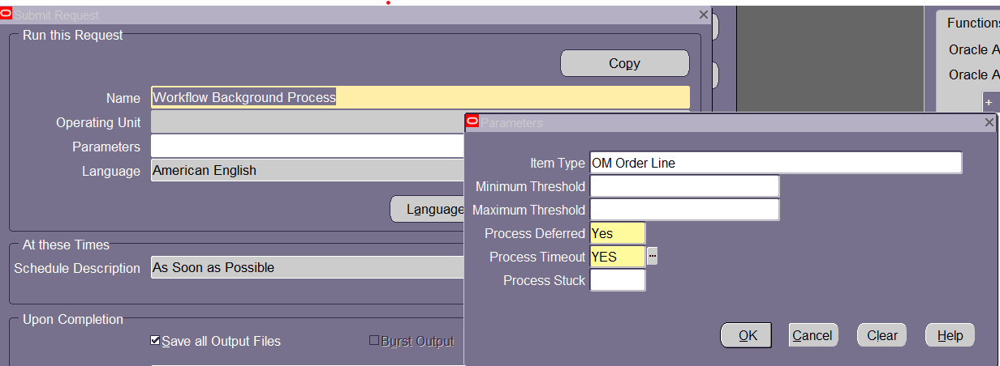 Submit Request
Run this Request
Copy
Name Workflow Background Process
Operating Unit
Parameters
Language American English
Language
At these Times
Schedule Description As Soon as Possible
Upon Completion
Save all Output Files Burst Output
Functions
Oracle A
Oracle A
+
Parameters
Item Type OM Order Line
Minimum Threshold
Maximum Threshold
Process Deferred Yes
Process Timeout YES ...
Process Stuck
OK Cancel Clear Help